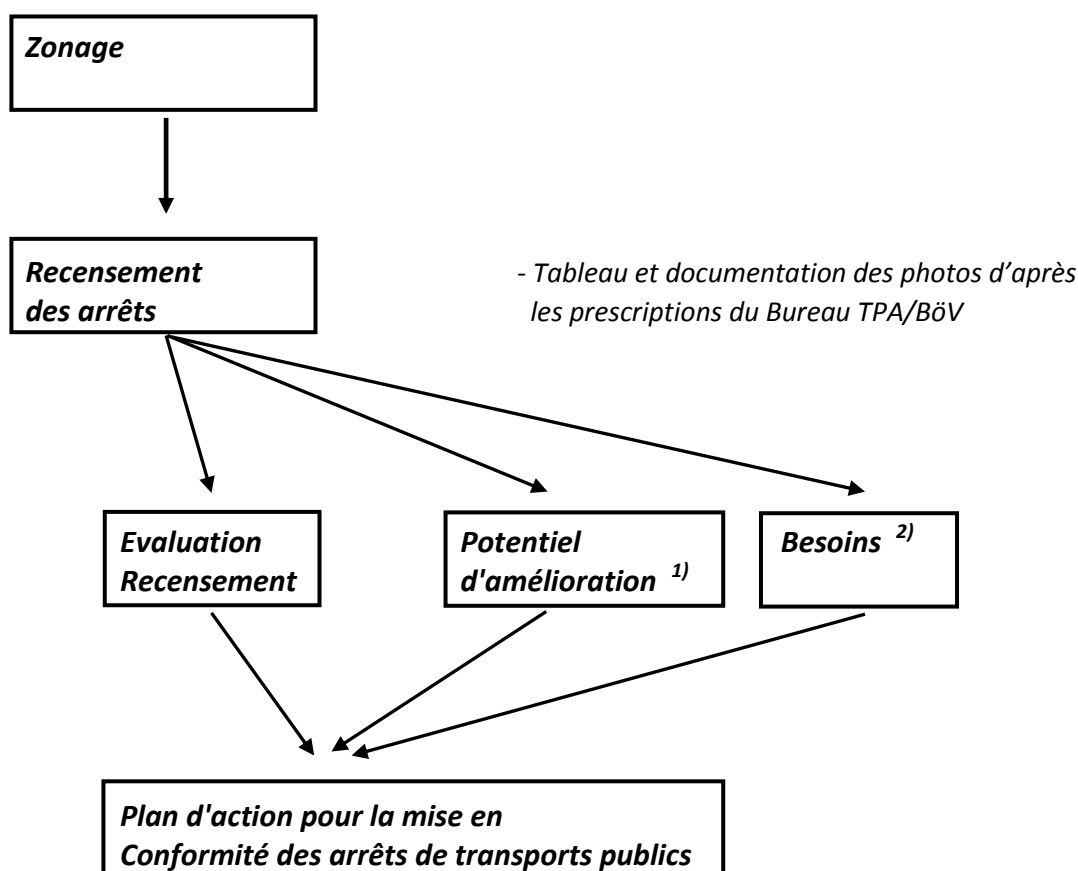 Zonage
Recensement
des arrêts
- Tableau et documentation des photos d’après
les prescriptions du Bureau TPA/BöV
Evaluation
Recensement
Potentiel
d'amélioration 1)
Besoins 2)
Plan d'action pour la mise en
Conformité des arrêts de transports publics